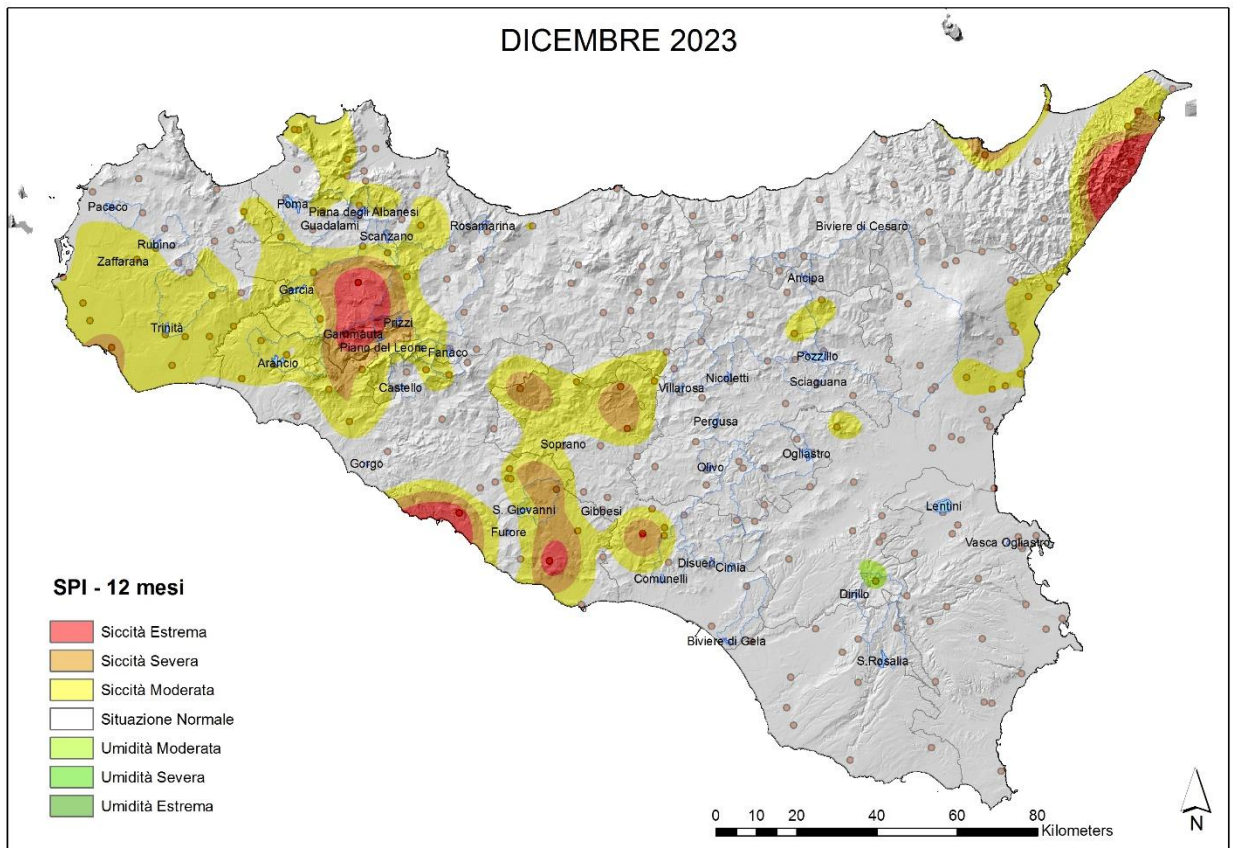 DICEMBRE 2023
Paceco
Poma
Piana degli Albanesi
Guadalami
Scanzano
Rosamarina
Biviere di Cesarò
Rubino
Zaffarana
Ancipa
Garcia
Prizzi
Trinità
Gammauta
Piano del Leone
Fanaco
Arancio
Castello
Pozzillo
Villarosa
Nicoletti
Sciaguana
Pergusa
Soprano
Ogliastro
Gorgo
Olivo
S. Giovanni
Gibbesi
Lentini
Furore
Vasca Ogliastro
Disueri
Cimia
Comunelli
Dirillo
Biviere di Gela
S.Rosalia
SPI - 12 mesi
Siccità Estrema
Siccità Severa
Siccità Moderata
Situazione Normale
Umidità Moderata
Umidità Severa
Umidità Estrema
0 10 20 40 60 80
Kilometers
N